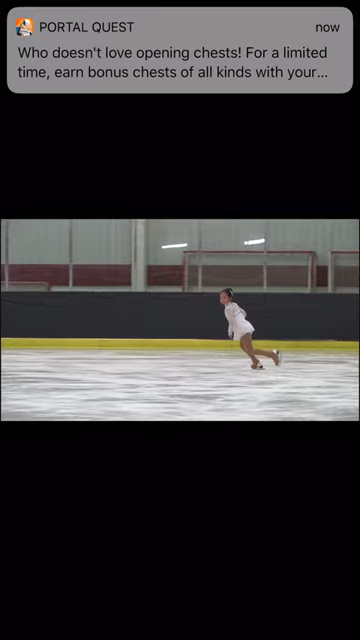 PORTAL QUEST
now
Who doesn't love opening chests! For a limited
time, earn bonus chests of all kinds with your...